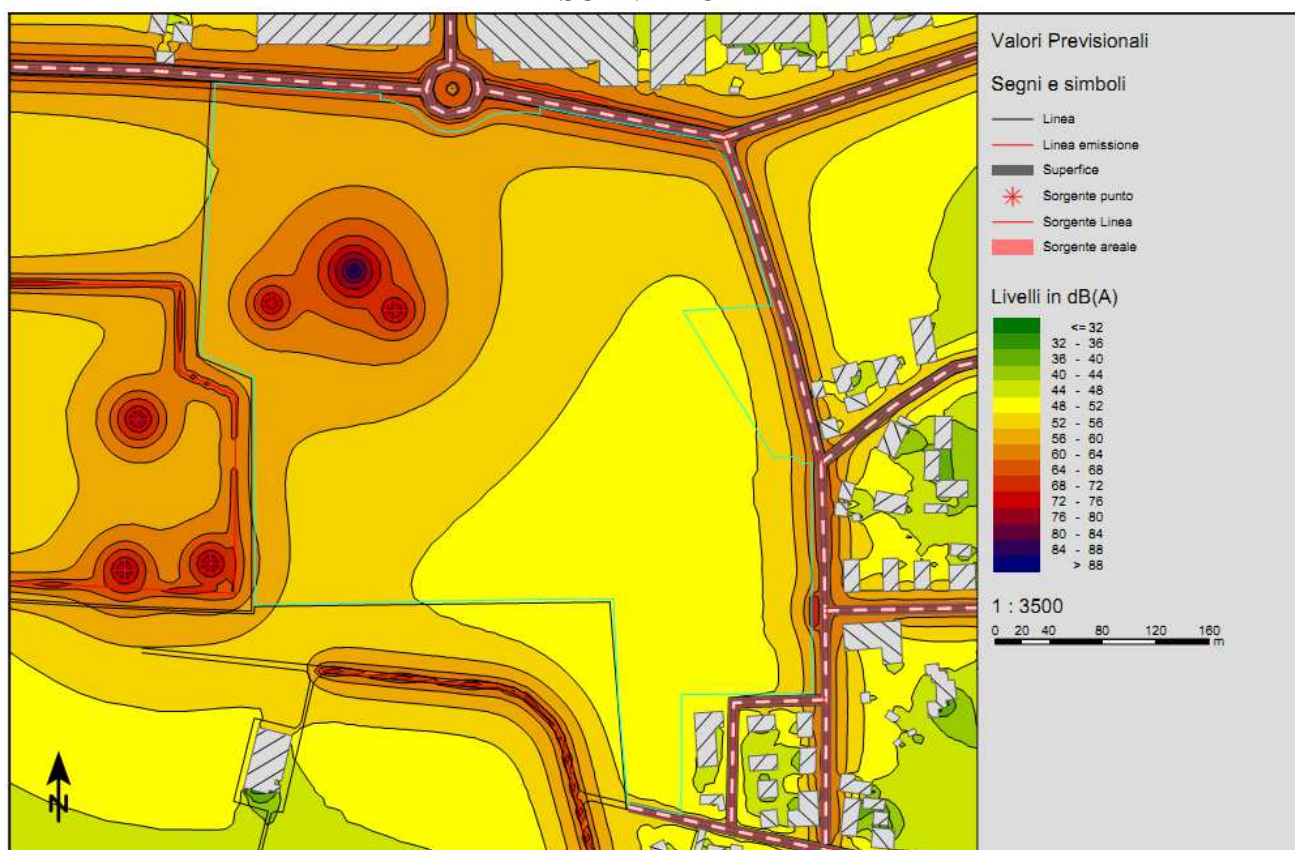 Valori Previsionali
Segni e simboli
Linea
Linea emissione
Superfice
Sorgente punto
Sorgente Linea
Sorgente areale
Livelli in dB(A)
<= 32
32 - 36
36 - 40
40 - 44
44 - 48
48 - 52
52 - 56
56 - 60
60 - 64
64 - 68
68 - 72
72 - 76
76 - 80
80 - 84
84 - 88
> 88
1 : 3500
0 20 40 80 120 160
m
N